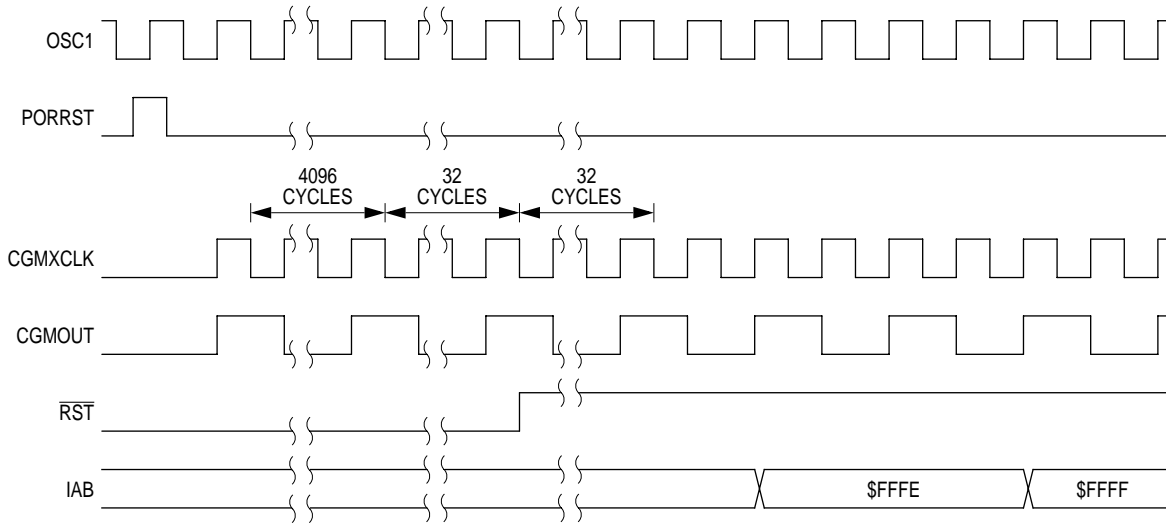 OSC1
PORRST
4096
CYCLES
32
CYCLES
32
CYCLES
CGMXCLK
CGMOUT
RST
IAB
$FFFE
$FFFF